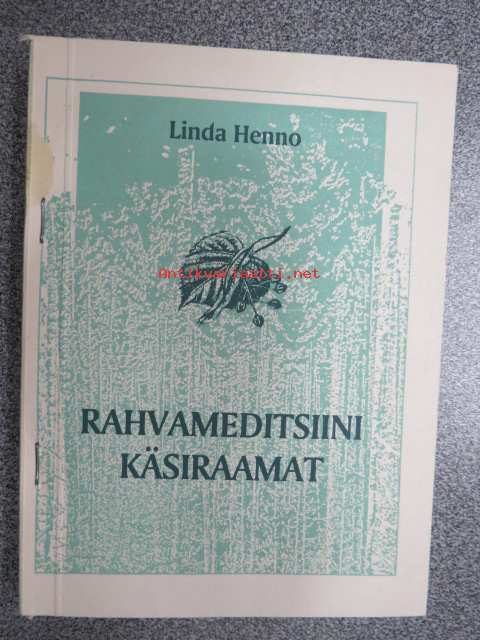 Linda Henno
Antikvariaatti.net
RAHVAMEDITSIINI
KÄSIRAAMAT